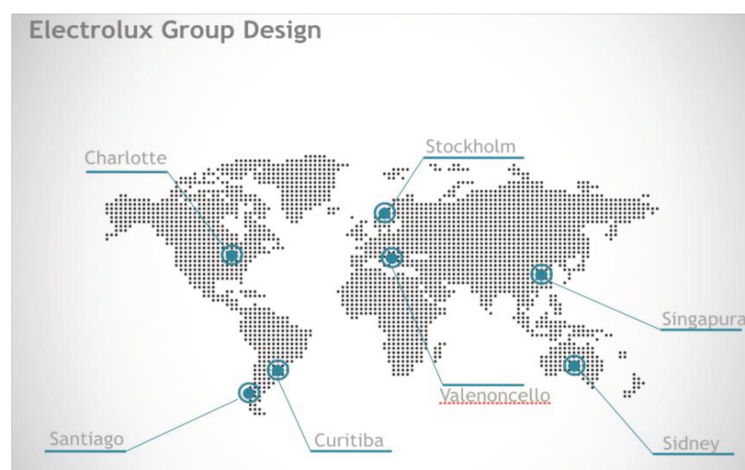 Electrolux Group Design
Stockholm
Charlotte
Singapura
Valenoncello
Santiago
Curitiba
Sidney